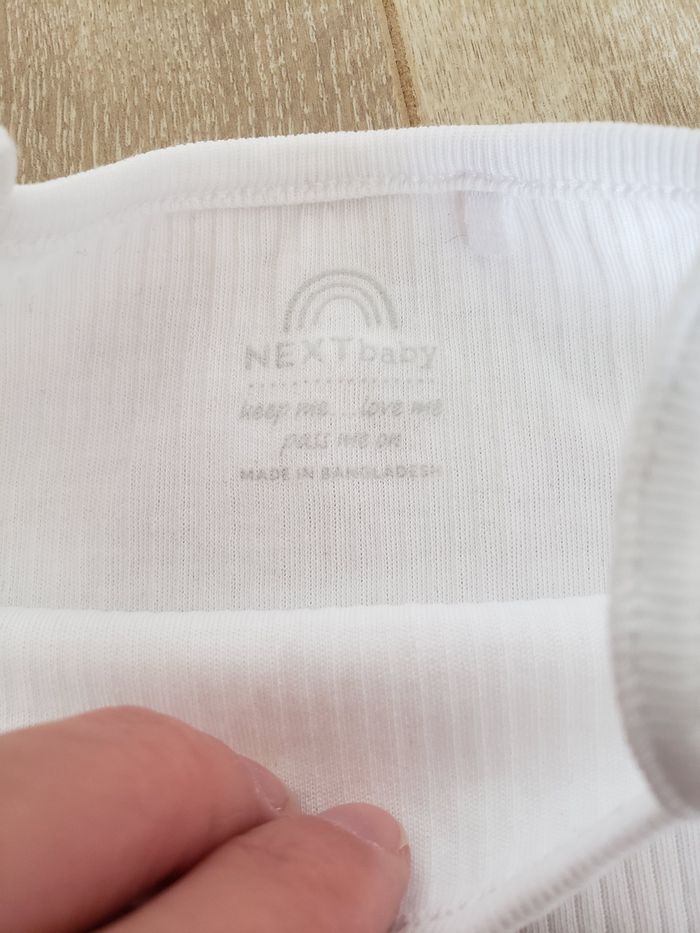 NEXT baby
keep me....love me
pass me on
MADE IN BANGLADESH